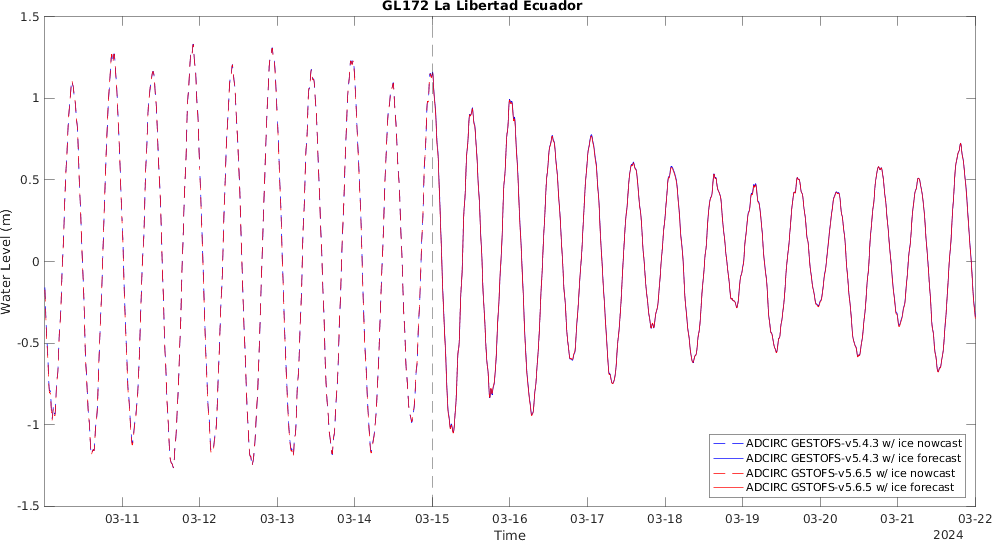 GL172 La Libertad Ecuador
Water Level (m)
1.5
1
0.5
0
-0.5
-1
-1.5
ADCIRC GESTOFS-v5.4.3 w/ ice nowcast
ADCIRC GESTOFS-v5.4.3 w/ ice forecast
ADCIRC GSTOFS-v5.6.5 w/ ice nowcast
ADCIRC GSTOFS-v5.6.5 w/ ice forecast
03-11 03-12 03-13 03-14 03-15 03-16 03-17 03-18 03-19 03-20 03-21 03-22
Time
2024